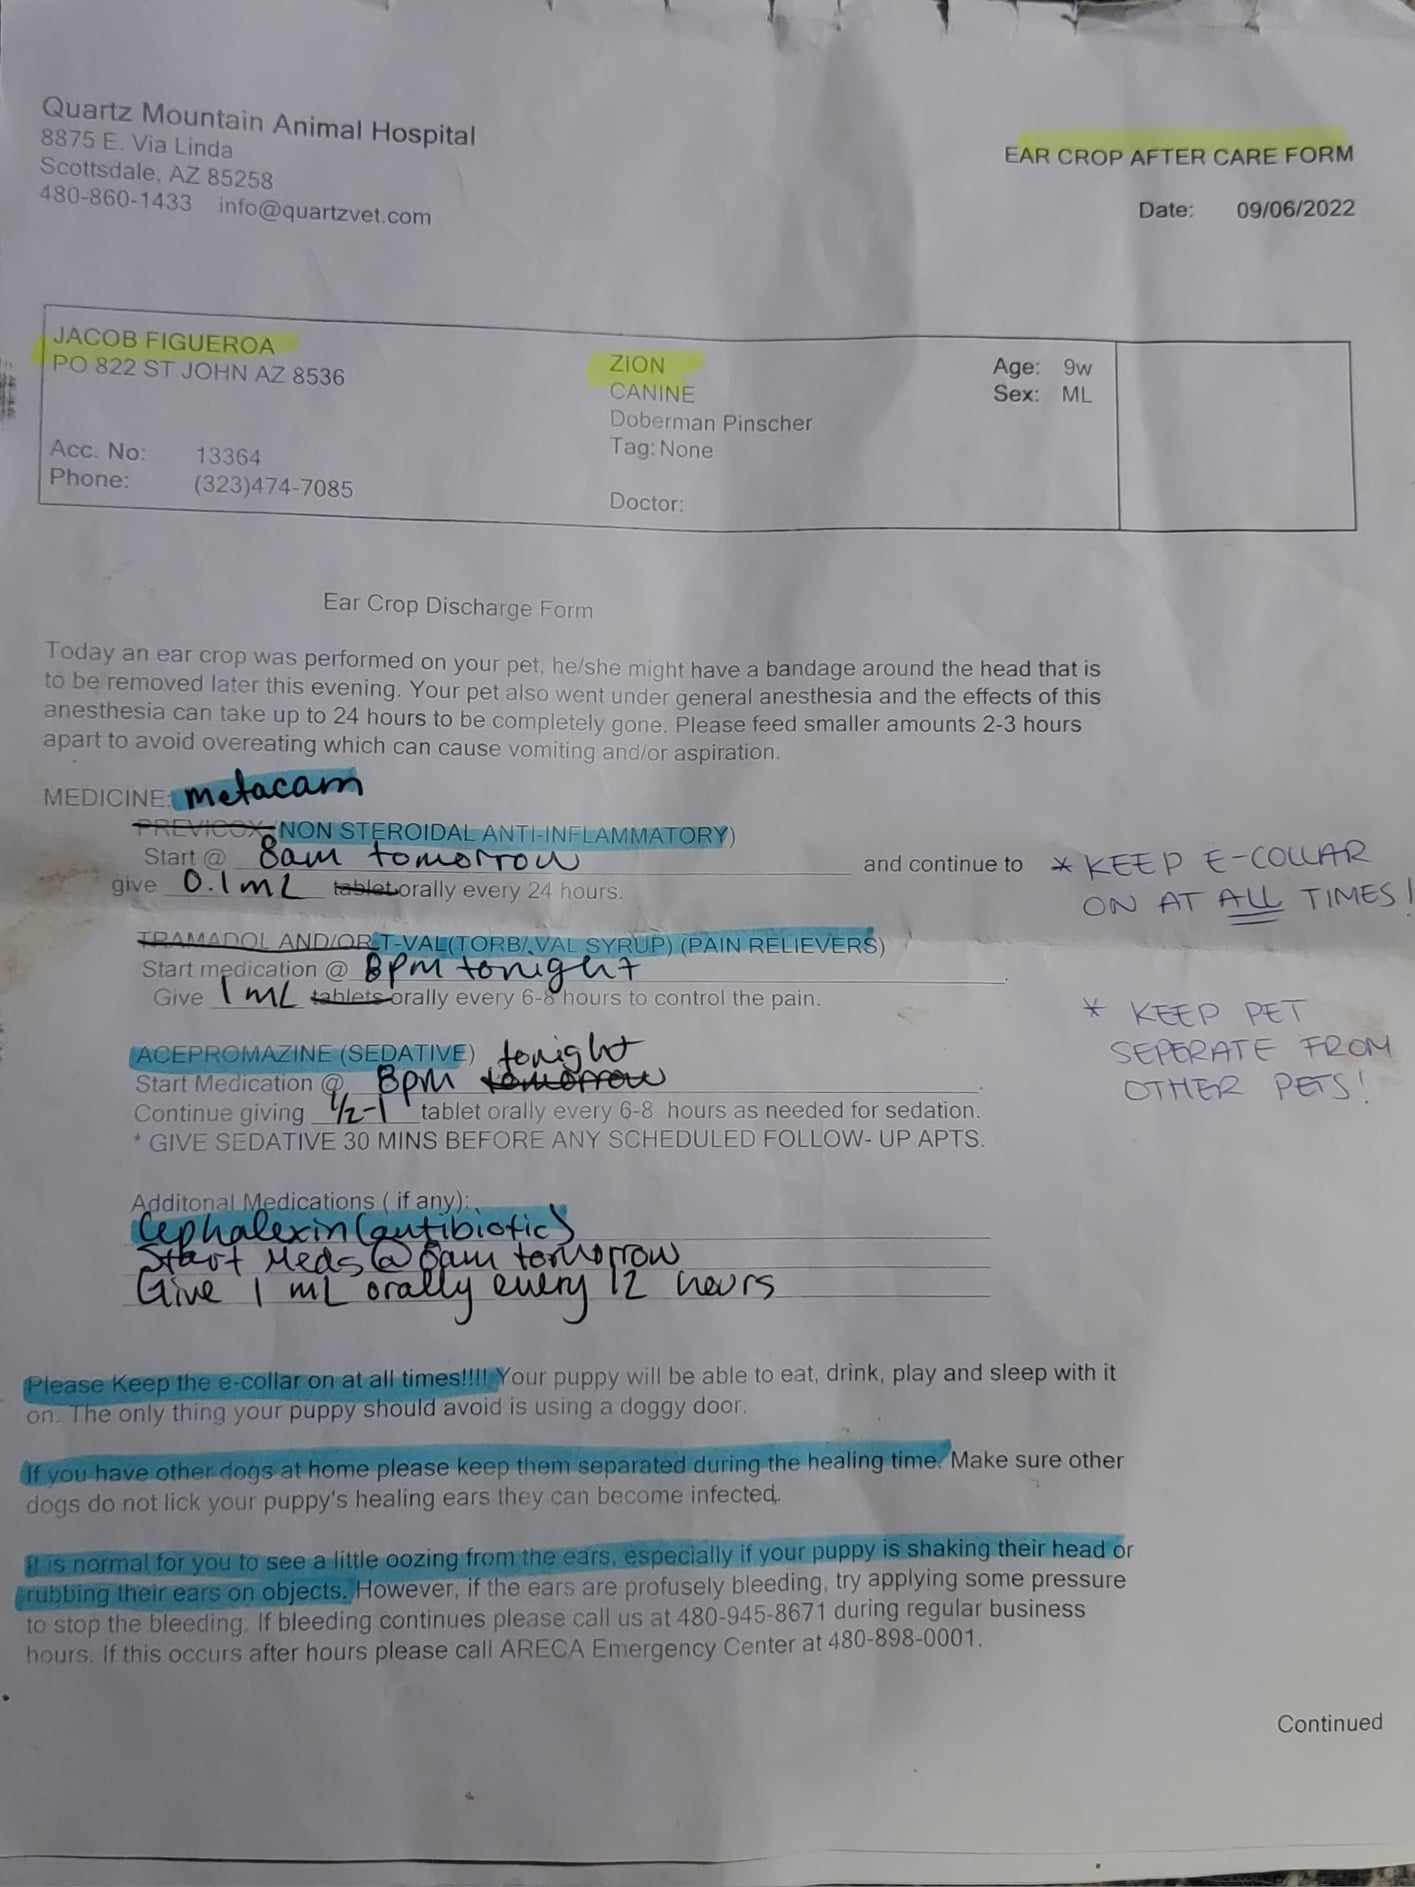 Quartz Mountain Animal Hospital
8875 E. Via Linda
Scottsdale, AZ 85258
480-860-1433 info@quartzvet.com
EAR CROP AFTER CARE FORM
Date: 09/06/2022
JACOB FIGUEROA
PO 822 ST JOHN AZ 8536
Acc. No: 13364
Phone: (323)474-7085
ZION
CANINE
Doberman Pinscher
Tag: None
Doctor:
Age: 9w
Sex: ML
Ear Crop Discharge Form
Today an ear crop was performed on your pet, he/she might have a bandage around the head that is
to be removed later this evening. Your pet also went under general anesthesia and the effects of this
anesthesia can take up to 24 hours to be completely gone. Please feed smaller amounts 2-3 hours
apart to avoid overeating which can cause vomiting and/or aspiration.
MEDICINE: metacam
PREVICOX (NON STEROIDAL ANTI-INFLAMMATORY)
Start @ 8am tomorrow and continue to
give 0.1mL tablet orally every 24 hours.
* KEEP E-COLLAR
ON AT ALL TIMES!
TRAMADOL AND/OR T-VAL(TORB/.VAL SYRUP) (PAIN RELIEVERS)
Start medication @ 8pm tonight.
Give 1mL tablets orally every 6-8 hours to control the pain.
* KEEP PET
SEPERATE FROM
OTHER PETS!
ACEPROMAZINE (SEDATIVE) tonight
Start Medication @ 8pm tomorrow.
Continue giving 1/2-1 tablet orally every 6-8 hours as needed for sedation.
* GIVE SEDATIVE 30 MINS BEFORE ANY SCHEDULED FOLLOW- UP APTS.
Additonal Medications ( if any):
Cephalexin (antibiotic)
Start Meds @ 8am tomorrow
Give 1 mL orally every 12 hours
Please Keep the e-collar on at all times!!!! Your puppy will be able to eat, drink, play and sleep with it
on. The only thing your puppy should avoid is using a doggy door.
If you have other dogs at home please keep them separated during the healing time. Make sure other
dogs do not lick your puppy's healing ears they can become infected.
It is normal for you to see a little oozing from the ears, especially if your puppy is shaking their head or
rubbing their ears on objects. However, if the ears are profusely bleeding, try applying some pressure
to stop the bleeding. If bleeding continues please call us at 480-945-8671 during regular business
hours. If this occurs after hours please call ARECA Emergency Center at 480-898-0001.
Continued